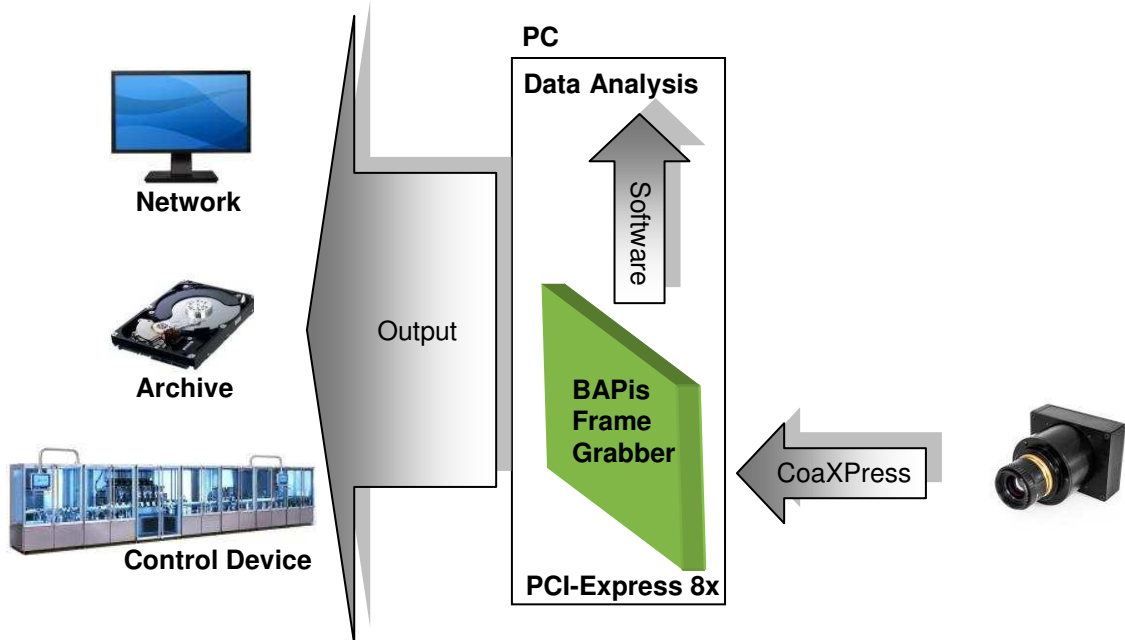 PC
Data Analysis
Network
Software
Output
Archive
BAPis
Frame
Grabber
CoaXPress
Control Device
PCI-Express 8x